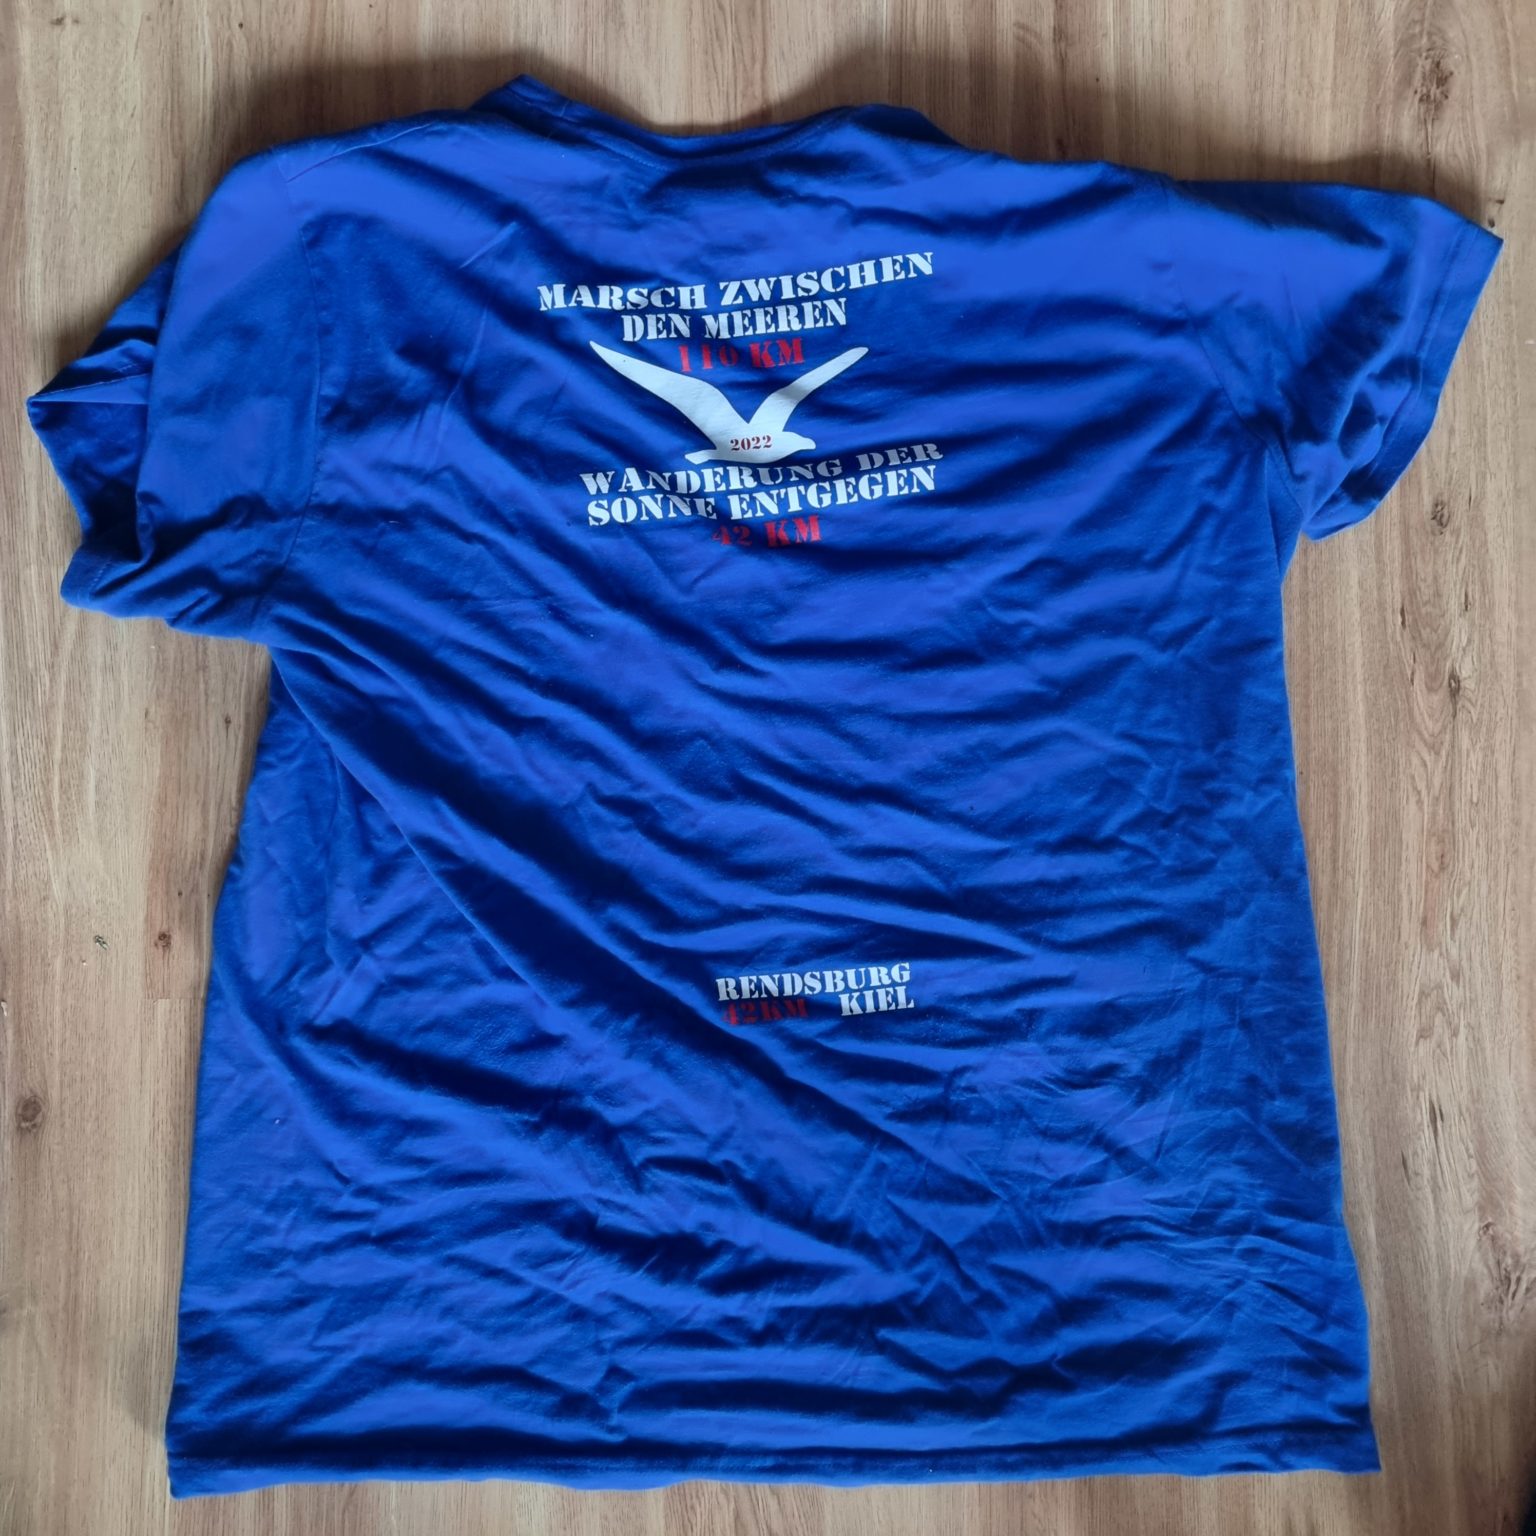 MARSCH ZWISCHEN
DEN MEEREN
110 KM
2022
WANDERUNG DER
SONNE ENTGEGEN
42 KM
RENDSBURG
42KM KIEL